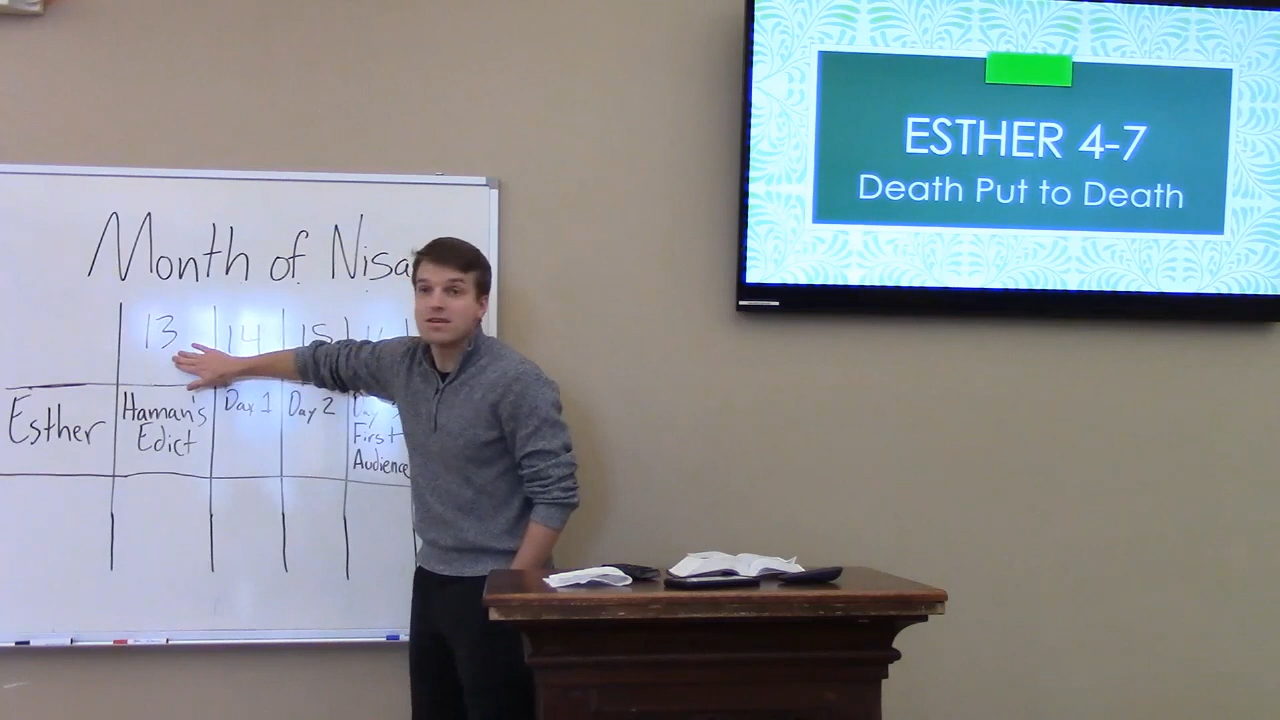 Month of Nisa
13 14 15
Esther Haman's Day 1 Day 2 Day
Edict First
Audience
ESTHER 4-7
Death Put to Death